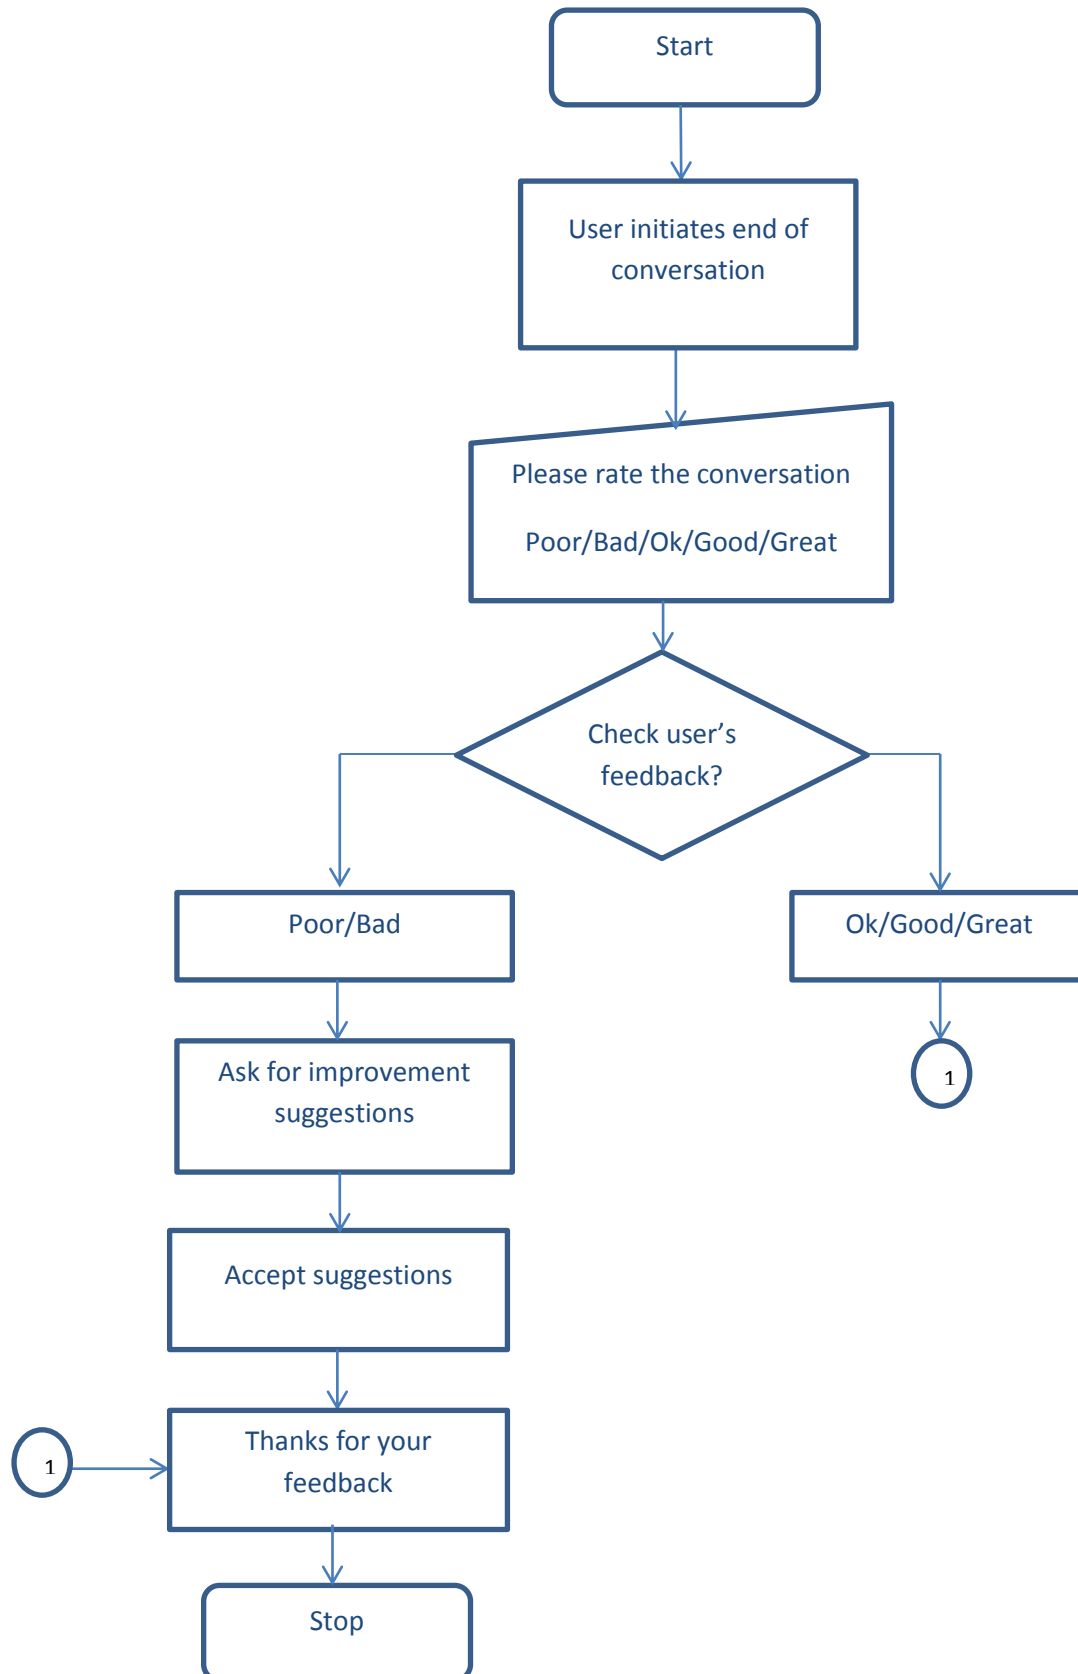 Start
User initiates end of
conversation
Please rate the conversation
Poor/Bad/Ok/Good/Great
Check user’s
feedback?
Poor/Bad
Ok/Good/Great
Ask for improvement
suggestions
1
Accept suggestions
Thanks for your
feedback
1
Stop